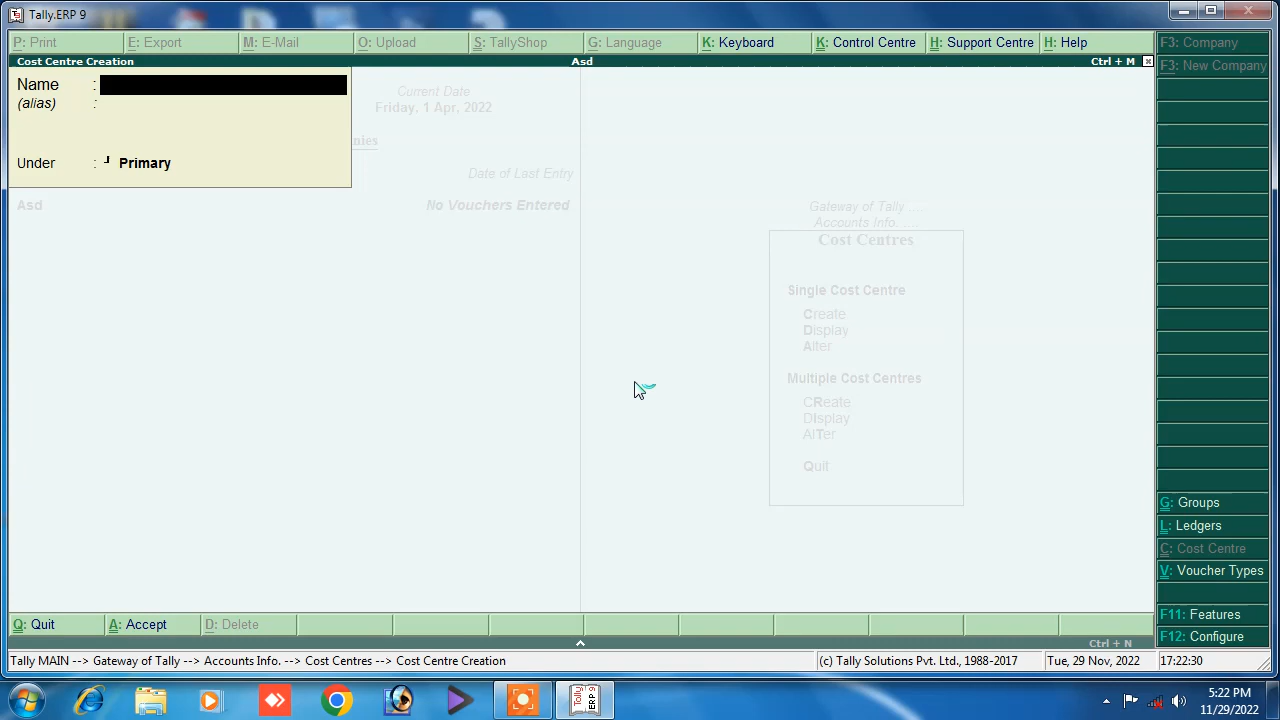 Tally.ERP 9
P: Print
E: Export
M: E-Mail
O: Upload
S: TallyShop
G: Language
K: Keyboard
K: Control Centre
H: Support Centre
H: Help
F3: Company
Cost Centre Creation
Asd
Ctrl + M
F3: New Company
Name :
(alias) :
Under : ┘ Primary
Current Date
Friday, 1 Apr, 2022
nies
Date of Last Entry
Asd
No Vouchers Entered
Gateway of Tally ....
Accounts Info. ....
Cost Centres
Single Cost Centre
Create
Display
Alter
Multiple Cost Centres
CReate
DIsplay
AlTer
Quit
G: Groups
L: Ledgers
C: Cost Centre
V: Voucher Types
F11: Features
F12: Configure
Q: Quit
A: Accept
D: Delete
Ctrl + N
Tally MAIN --> Gateway of Tally --> Accounts Info. --> Cost Centres --> Cost Centre Creation
(c) Tally Solutions Pvt. Ltd., 1988-2017
Tue, 29 Nov, 2022
17:22:30
Tally
ERP 9
5:22 PM
11/29/2022